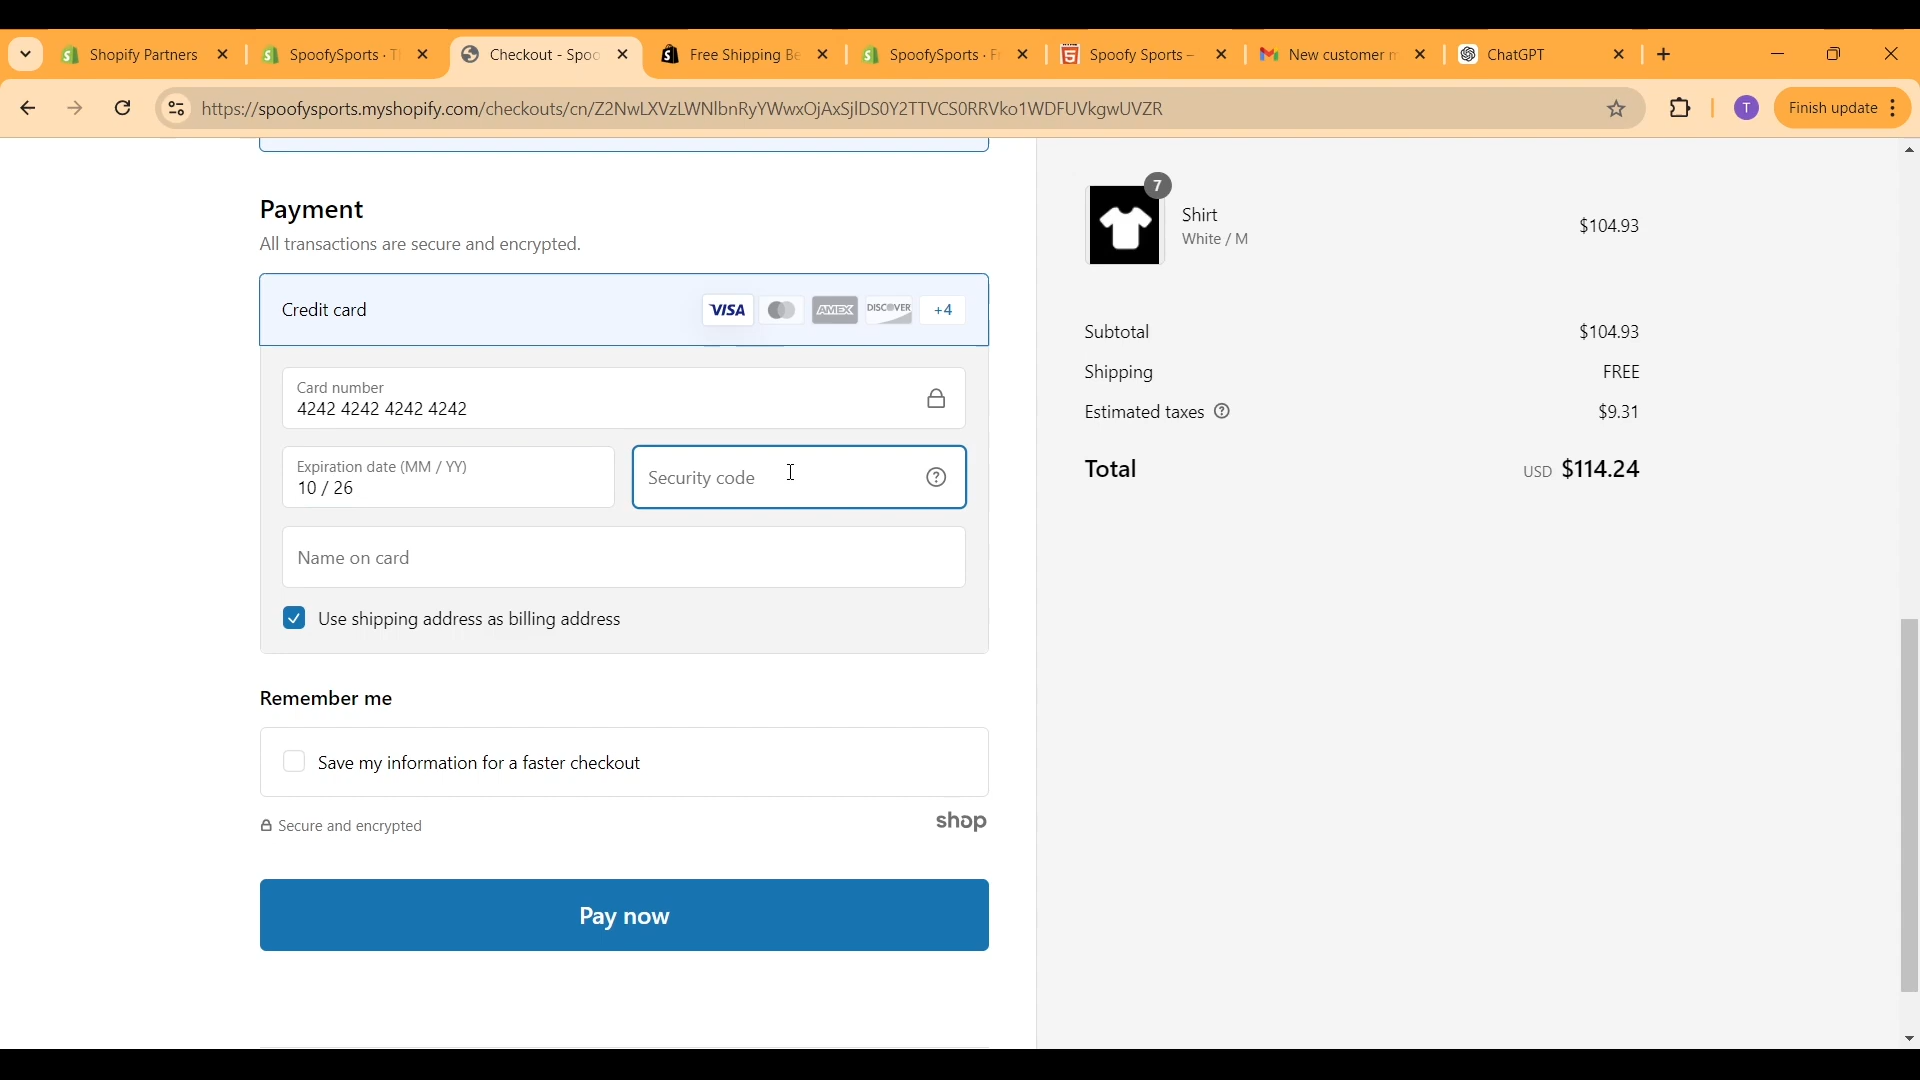 Shopify Partners
SpoofySports · T
Checkout - Spoo
Free Shipping Be
SpoofySports · F
Spoofy Sports –
New customer m
ChatGPT
https://spoofysports.myshopify.com/checkouts/cn/Z2NwLXVzLWNlbnRyYWwxOjAxSjlDS0Y2TTVCS0RRVko1WDFUVkgwUVZR
T
Finish update
Payment
All transactions are secure and encrypted.
Credit card
VISA
AMEX
DISCOVER
+4
Card number
4242 4242 4242 4242
Expiration date (MM / YY)
10 / 26
Security code
Name on card
Use shipping address as billing address
Remember me
Save my information for a faster checkout
Secure and encrypted
shop
Pay now
7
Shirt
White / M
$104.93
Subtotal
$104.93
Shipping
FREE
Estimated taxes
$9.31
Total
USD $114.24